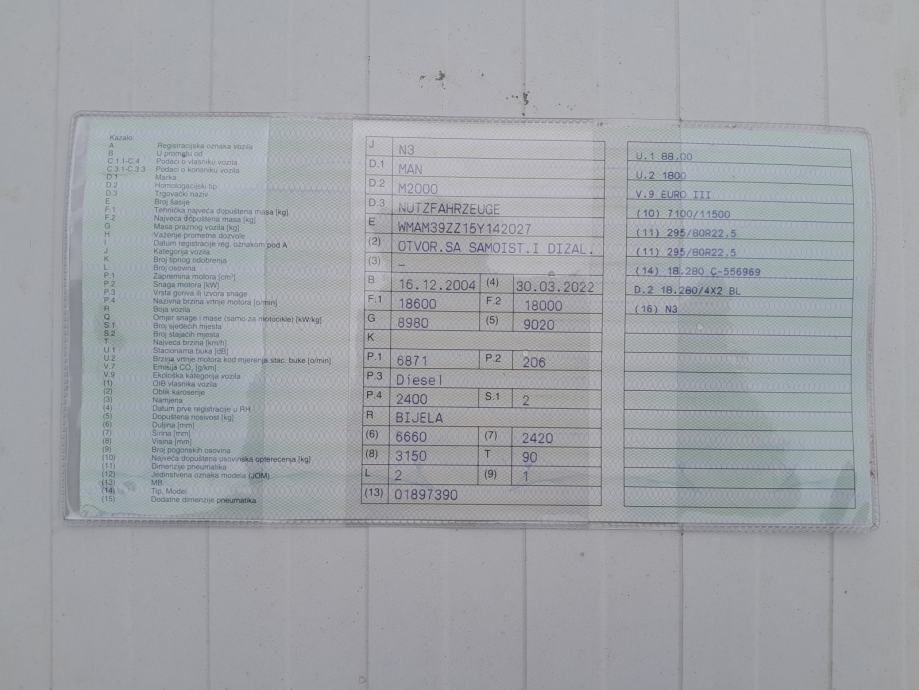 Kazalo:
A Registracijska oznaka vozila
B U prometu od
C.1.1-C.4 Podaci o vlasniku vozila
C.3.1-C.3.3 Podaci o korisniku vozila
D.1 Marka
D.2 Homologacijski tip
D.3 Trgovački naziv
E Broj šasije
F.1 Tehnička najveća dopuštena masa [kg]
F.2 Najveća dopuštena masa [kg]
G Masa praznog vozila [kg]
H Važenje prometne dozvole
I Datum registracije reg. oznakom pod A
J Kategorija vozila
K Broj tipnog odobrenja
L Broj osovina
P.1 Zapremina motora [cm³]
P.2 Snaga motora [kW]
P.3 Vrsta goriva ili izvora snage
P.4 Nazivna brzina vrtnje motora [o/min]
R Boja vozila
Q Omjer snage i mase (samo za motocikle) [kW/kg]
S.1 Broj sjedećih mjesta
S.2 Broj stajaćih mjesta
T Najveća brzina [km/h]
U.1 Stacionarna buka [dB]
U.2 Brzina vrtnje motora kod mjerenja stac. buke [o/min]
V.7 Emisija CO₂ [g/km]
V.9 Ekološka kategorija vozila
(1) OIB vlasnika vozila
(2) Oblik karoserije
(3) Namjena
(4) Datum prve registracije u RH
(5) Dopuštena nosivost [kg]
(6) Duljina [mm]
(7) Širina [mm]
(8) Visina [mm]
(9) Broj pogonskih osovina
(10) Najveća dopuštena osovinska opterećenja [kg]
(11) Dimenzije pneumatika
(12) Jedinstvena oznaka modela (JOM)
(13) MB
(14) Tip, Model
(15) Dodatne dimenzije pneumatika
J N3
D.1 MAN
D.2 M2000
D.3 NUTZFAHRZEUGE
E WMAM39ZZ15Y142027
(2) OTVOR.SA SAMOIST.I DIZAL.
(3) –
B 16.12.2004 (4) 30.03.2022
F.1 18600 F.2 18000
G 8980 (5) 9020
K
P.1 6871 P.2 206
P.3 Diesel
P.4 2400 S.1 2
R BIJELA
(6) 6660 (7) 2420
(8) 3150 T 90
L 2 (9) 1
(13) 01897390
U.1 88.00
U.2 1800
V.9 EURO III
(10) 7100/11500
(11) 295/80R22.5
(11) 295/80R22.5
(14) 18.280 C-556969
D.2 18.280/4X2 BL
(16) N3